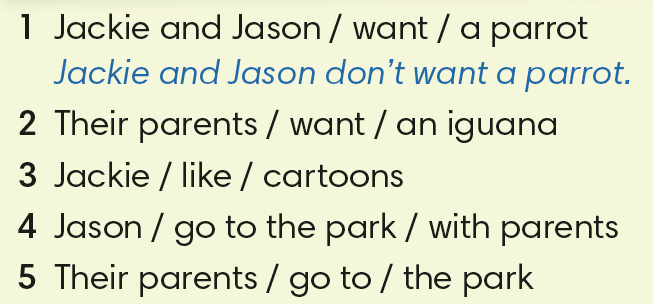 1 Jackie and Jason / want / a parrot
Jackie and Jason don't want a parrot.
2 Their parents / want / an iguana
3 Jackie / like / cartoons
4 Jason / go to the park / with parents
5 Their parents / go to / the park